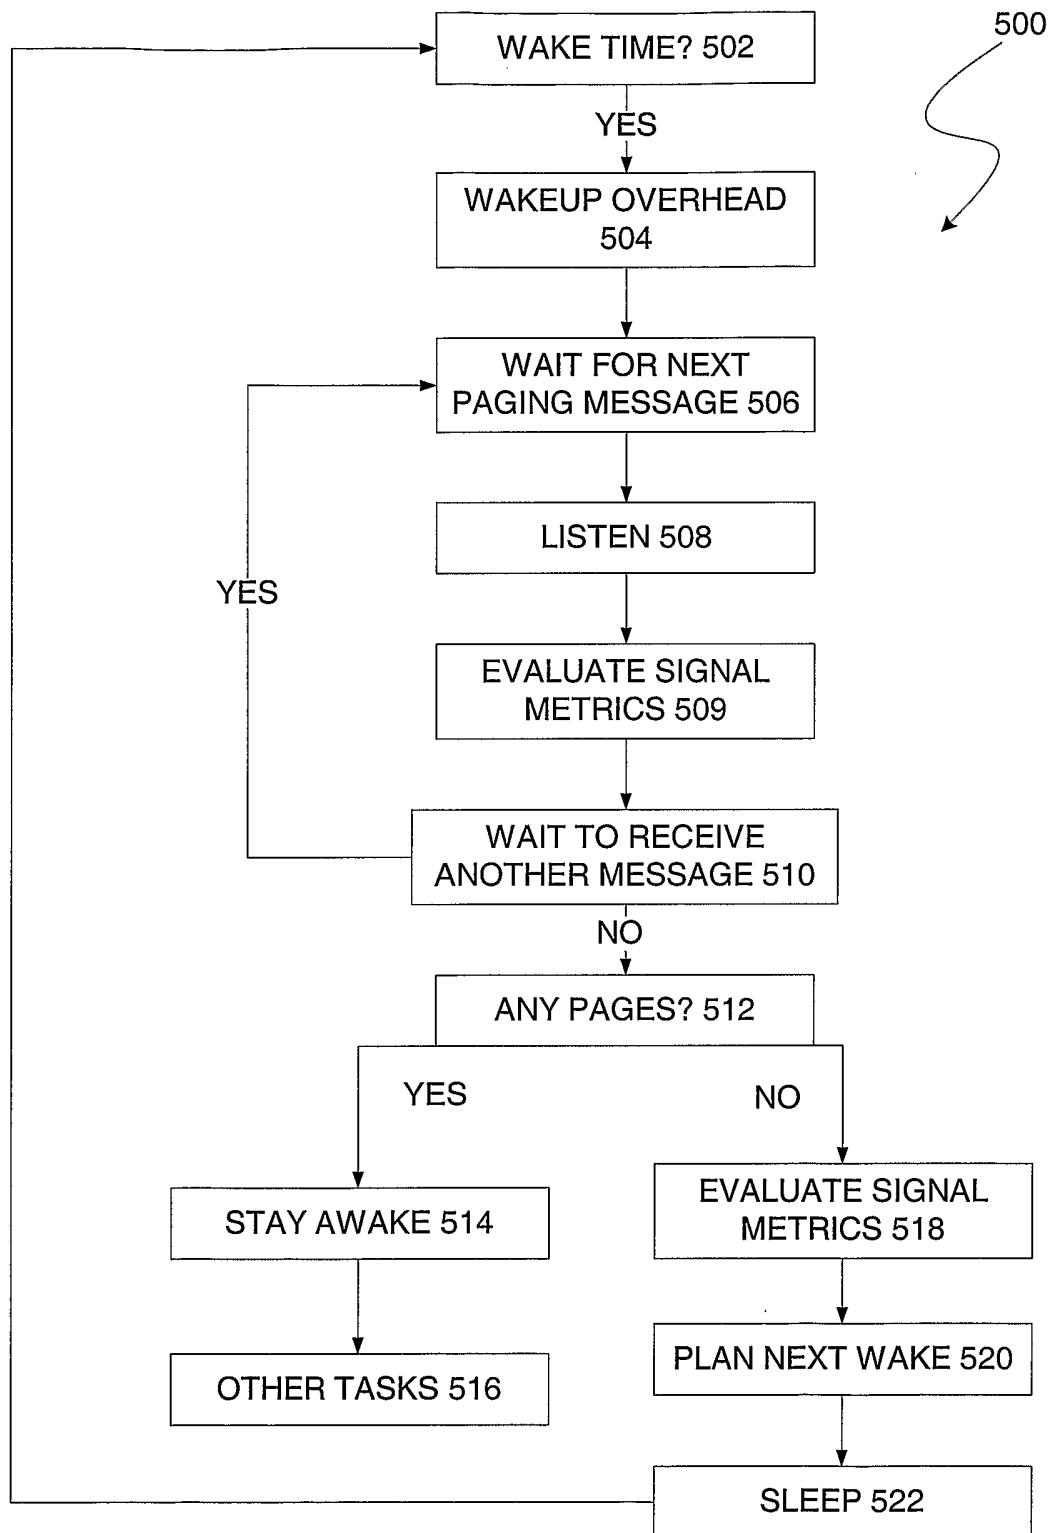 500
WAKE TIME? 502
YES
WAKEUP OVERHEAD
504
WAIT FOR NEXT
PAGING MESSAGE 506
LISTEN 508
YES
EVALUATE SIGNAL
METRICS 509
WAIT TO RECEIVE
ANOTHER MESSAGE 510
NO
ANY PAGES? 512
YES
NO
STAY AWAKE 514
EVALUATE SIGNAL
METRICS 518
OTHER TASKS 516
PLAN NEXT WAKE 520
SLEEP 522